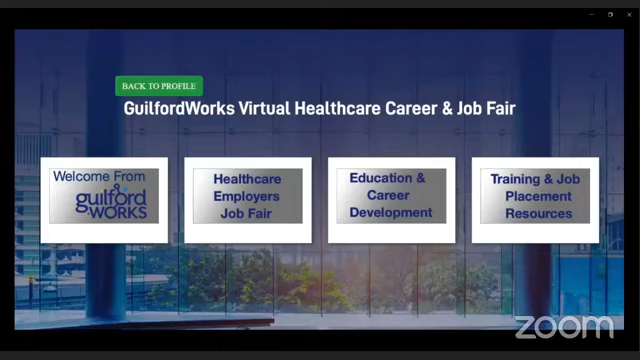 BACK TO PROFILE
GuilfordWorks Virtual Healthcare Career & Job Fair
Welcome From
guilford
WORKS
Healthcare
Employers
Job Fair
Education &
Career
Development
Training & Job
Placement
Resources
zoom